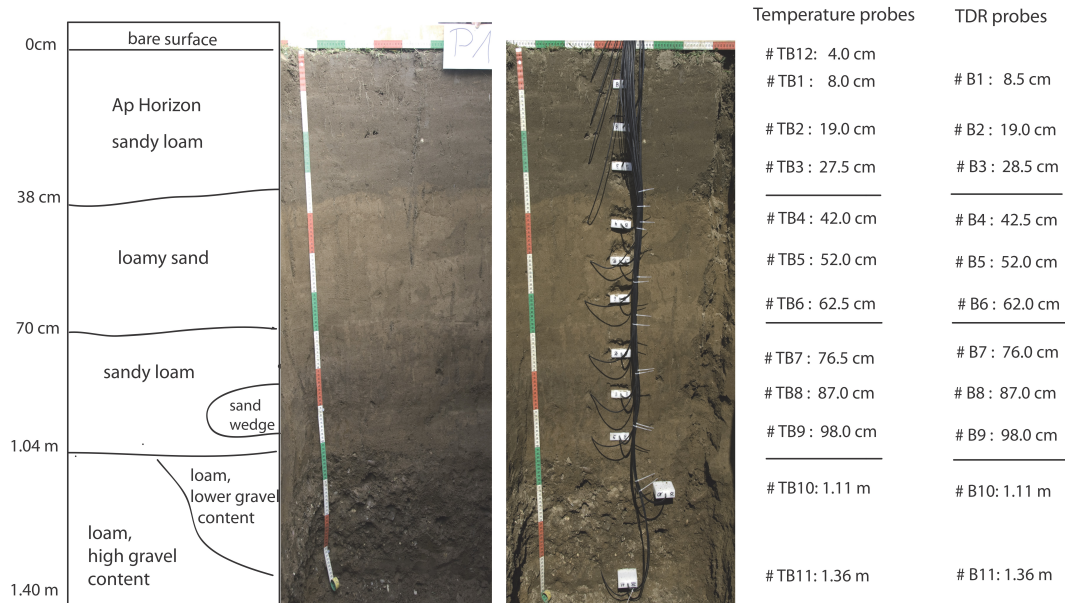 0cm
bare surface
Ap Horizon
sandy loam
38 cm
loamy sand
70 cm
sandy loam
sand
wedge
1.04 m
loam,
lower gravel
content
loam,
high gravel
content
1.40 m
P1
Temperature probes
# TB12: 4.0 cm
# TB1 : 8.0 cm
# TB2 : 19.0 cm
# TB3 : 27.5 cm
# TB4 : 42.0 cm
# TB5 : 52.0 cm
# TB6 : 62.5 cm
# TB7 : 76.5 cm
# TB8 : 87.0 cm
# TB9 : 98.0 cm
# TB10: 1.11 m
# TB11: 1.36 m
TDR probes
# B1 : 8.5 cm
# B2 : 19.0 cm
# B3 : 28.5 cm
# B4 : 42.5 cm
# B5 : 52.0 cm
# B6 : 62.0 cm
# B7 : 76.0 cm
# B8 : 87.0 cm
# B9 : 98.0 cm
# B10: 1.11 m
# B11: 1.36 m